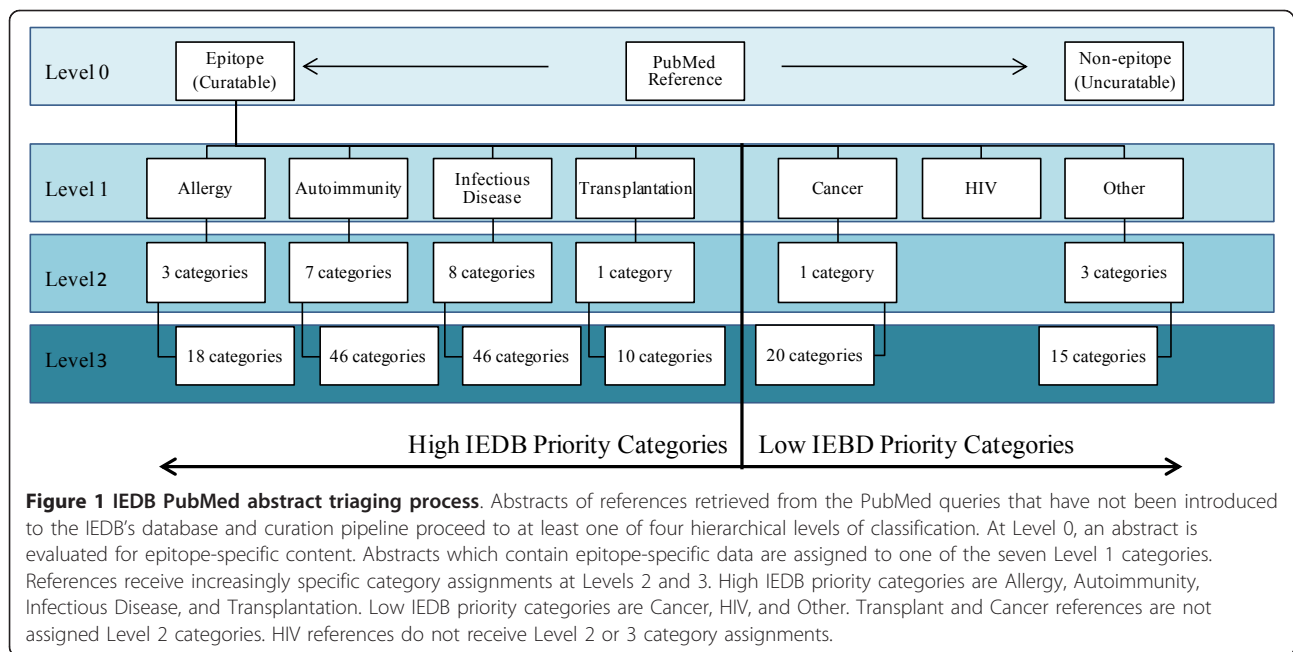 Level 0
Epitope
(Curatable)
PubMed
Reference
Non-epitope
(Uncuratable)
Level 1
Allergy
Autoimmunity
Infectious
Disease
Transplantation
Cancer
HIV
Other
Level 2
3 categories
7 categories
8 categories
1 category
1 category
3 categories
Level 3
18 categories
46 categories
46 categories
10 categories
20 categories
15 categories
High IEDB Priority Categories
Low IEBD Priority Categories
Figure 1 IEDB PubMed abstract triaging process. Abstracts of references retrieved from the PubMed queries that have not been introduced
to the IEDB's database and curation pipeline proceed to at least one of four hierarchical levels of classification. At Level 0, an abstract is
evaluated for epitope-specific content. Abstracts which contain epitope-specific data are assigned to one of the seven Level 1 categories.
References receive increasingly specific category assignments at Levels 2 and 3. High IEDB priority categories are Allergy, Autoimmunity,
Infectious Disease, and Transplantation. Low IEDB priority categories are Cancer, HIV, and Other. Transplant and Cancer references are not
assigned Level 2 categories. HIV references do not receive Level 2 or 3 category assignments.